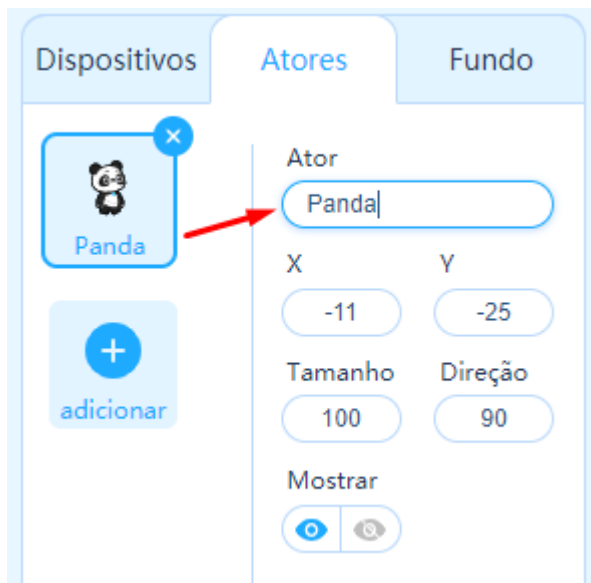 Dispositivos Atores Fundo
Panda
adicionar
Ator
Panda
X Y
-11 -25
Tamanho Direção
100 90
Mostrar